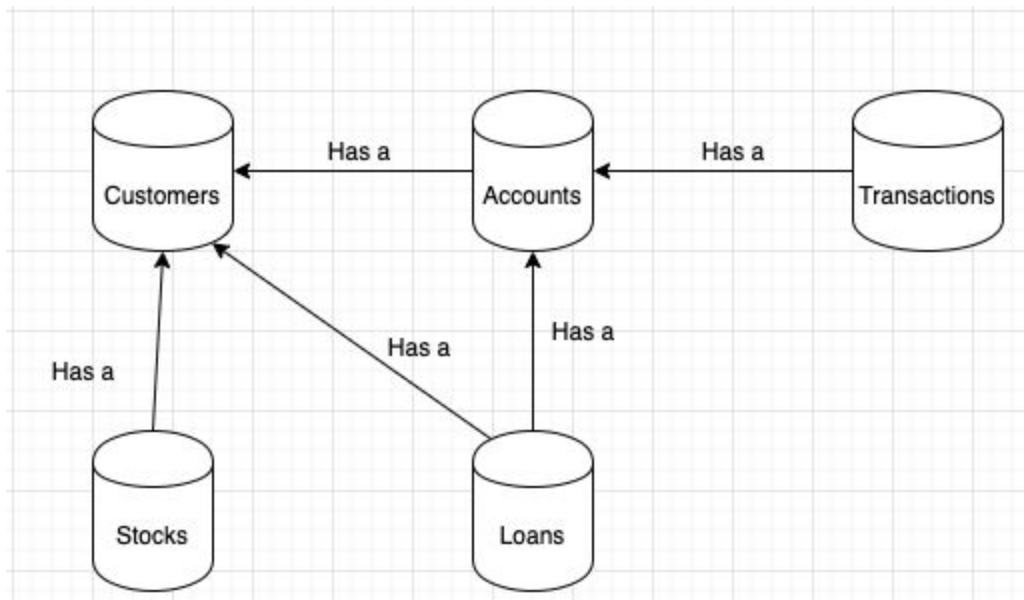 Has a
Has a
Customers
Accounts
Transactions
Has a
Has a
Has a
Stocks
Loans